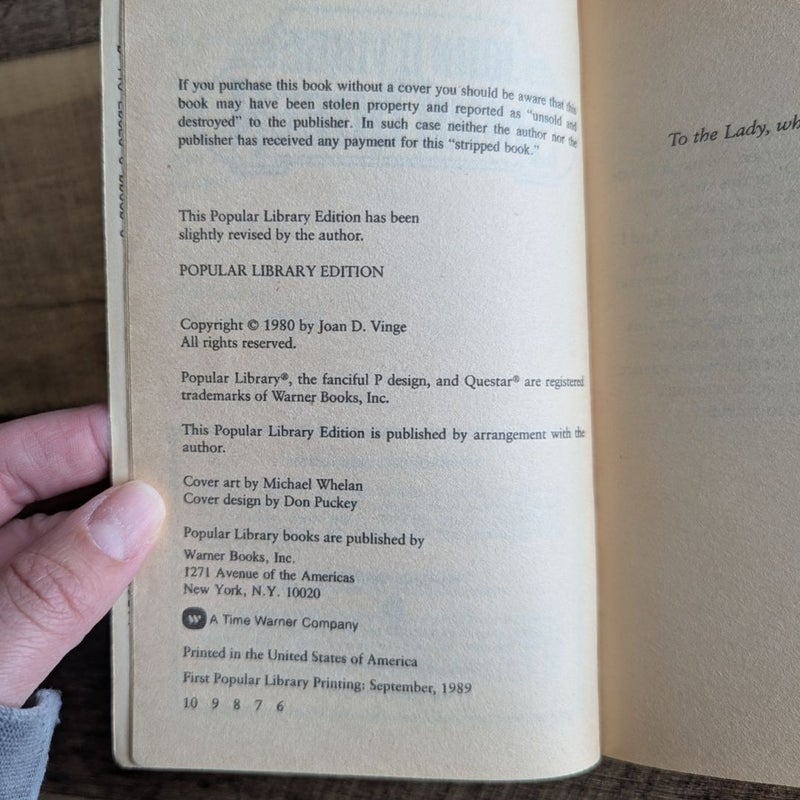 If you purchase this book without a cover you should be aware that this
book may have been stolen property and reported as "unsold and
destroyed" to the publisher. In such case neither the author nor the
publisher has received any payment for this "stripped book."
This Popular Library Edition has been
slightly revised by the author.
POPULAR LIBRARY EDITION
Copyright © 1980 by Joan D. Vinge
All rights reserved.
Popular Library®, the fanciful P design, and Questar® are registered
trademarks of Warner Books, Inc.
This Popular Library Edition is published by arrangement with the
author.
Cover art by Michael Whelan
Cover design by Don Puckey
Popular Library books are published by
Warner Books, Inc.
1271 Avenue of the Americas
New York, N.Y. 10020
A Time Warner Company
Printed in the United States of America
First Popular Library Printing: September, 1989
10 9 8 7 6
To the Lady, wh